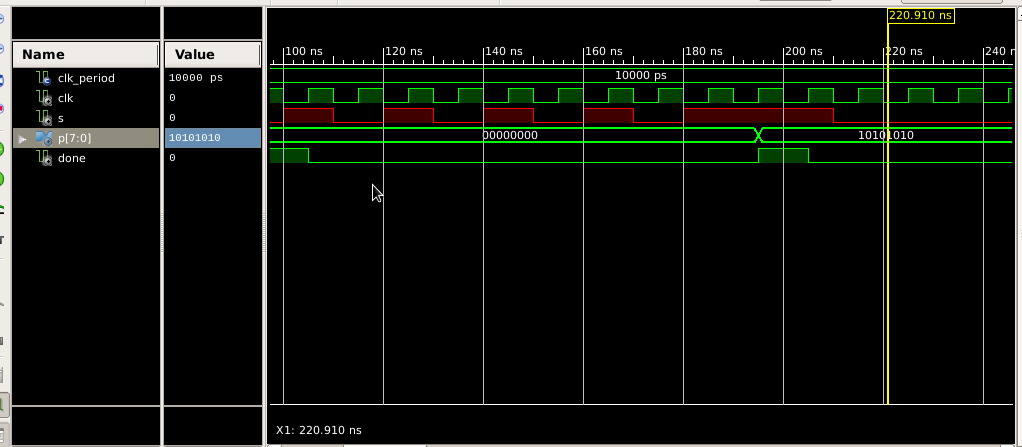 220.910 ns
Name Value
100 ns 120 ns 140 ns 160 ns 180 ns 200 ns 220 ns 240 n
clk_period 10000 ps 10000 ps
clk 0
s 0
p[7:0] 10101010 00000000 10101010
done 0
X1: 220.910 ns